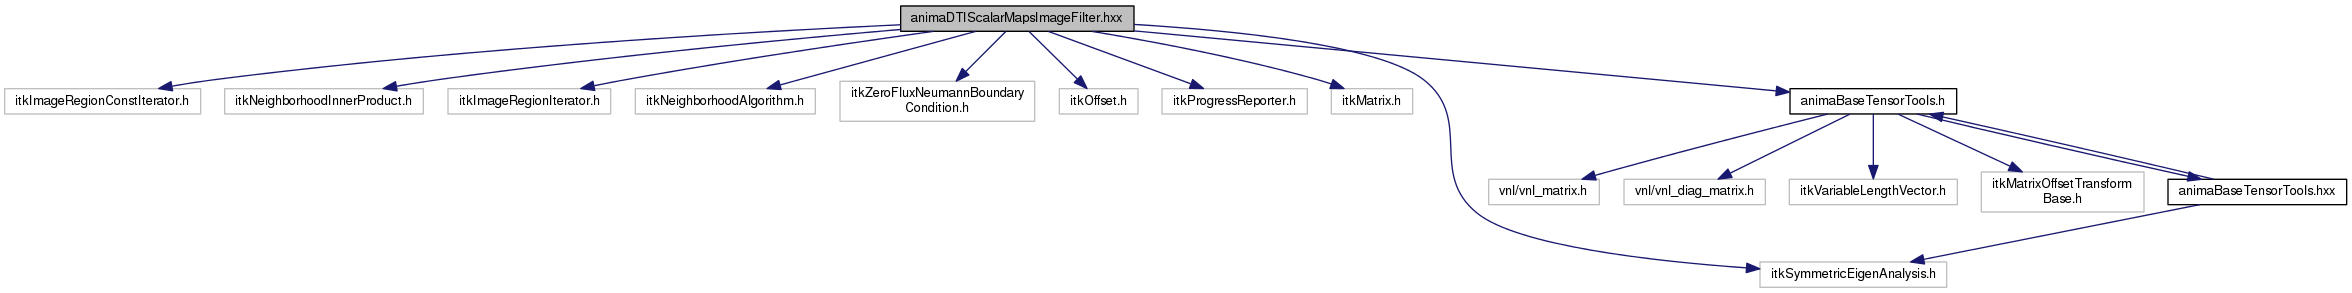 animaDTIScalarMapsImageFilter.hxx
itkImageRegionConstIterator.h
itkNeighborhoodInnerProduct.h
itkImageRegionIterator.h
itkNeighborhoodAlgorithm.h
itkZeroFluxNeumannBoundary
Condition.h
itkOffset.h
itkProgressReporter.h
itkMatrix.h
animaBaseTensorTools.h
vnl/vnl_matrix.h
vnl/vnl_diag_matrix.h
itkVariableLengthVector.h
itkMatrixOffsetTransform
Base.h
animaBaseTensorTools.hxx
itkSymmetricEigenAnalysis.h